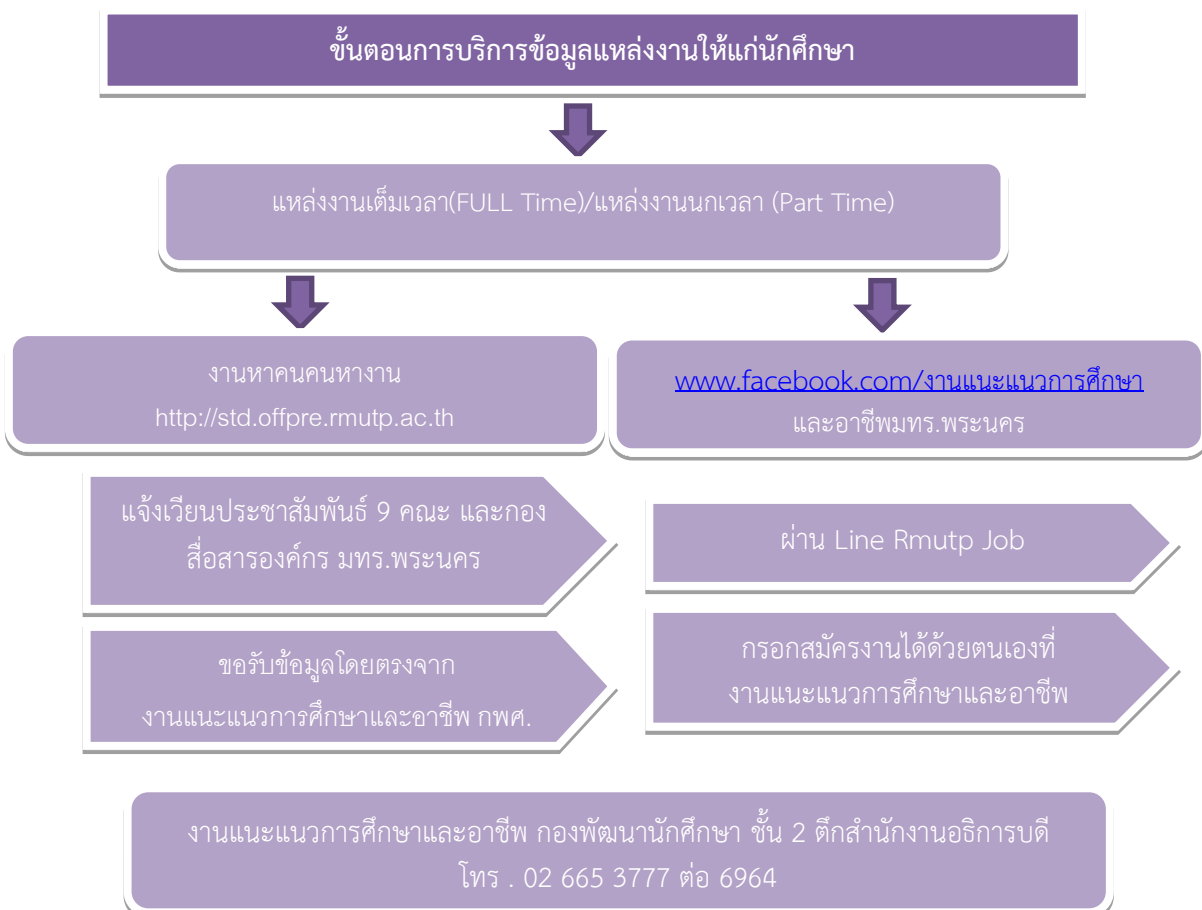 ขั้นตอนการบริการข้อมูลแหล่งงานให้แก่นักศึกษา
แหล่งงานเต็มเวลา(FULL Time)/แหล่งงานนกเวลา (Part Time)
งานหาคนคนหางาน
http://std.offpre.rmutp.ac.th
www.facebook.com/งานแนะแนวการศึกษา
และอาชีพมทร.พระนคร
แจ้งเวียนประชาสัมพันธ์ 9 คณะ และกอง
สื่อสารองค์กร มทร.พระนคร
ผ่าน Line Rmutp Job
ขอรับข้อมูลโดยตรงจาก
งานแนะแนวการศึกษาและอาชีพ กพศ.
กรอกสมัครงานได้ด้วยตนเองที่
งานแนะแนวการศึกษาและอาชีพ
งานแนะแนวการศึกษาและอาชีพ กองพัฒนานักศึกษา ชั้น 2 ตึกสำนักงานอธิการบดี
โทร . 02 665 3777 ต่อ 6964